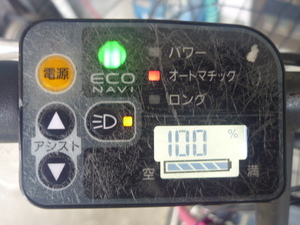 電源
ECO
NAVI
パワー
オートマチック
ロング
アシスト
100 %
空 満